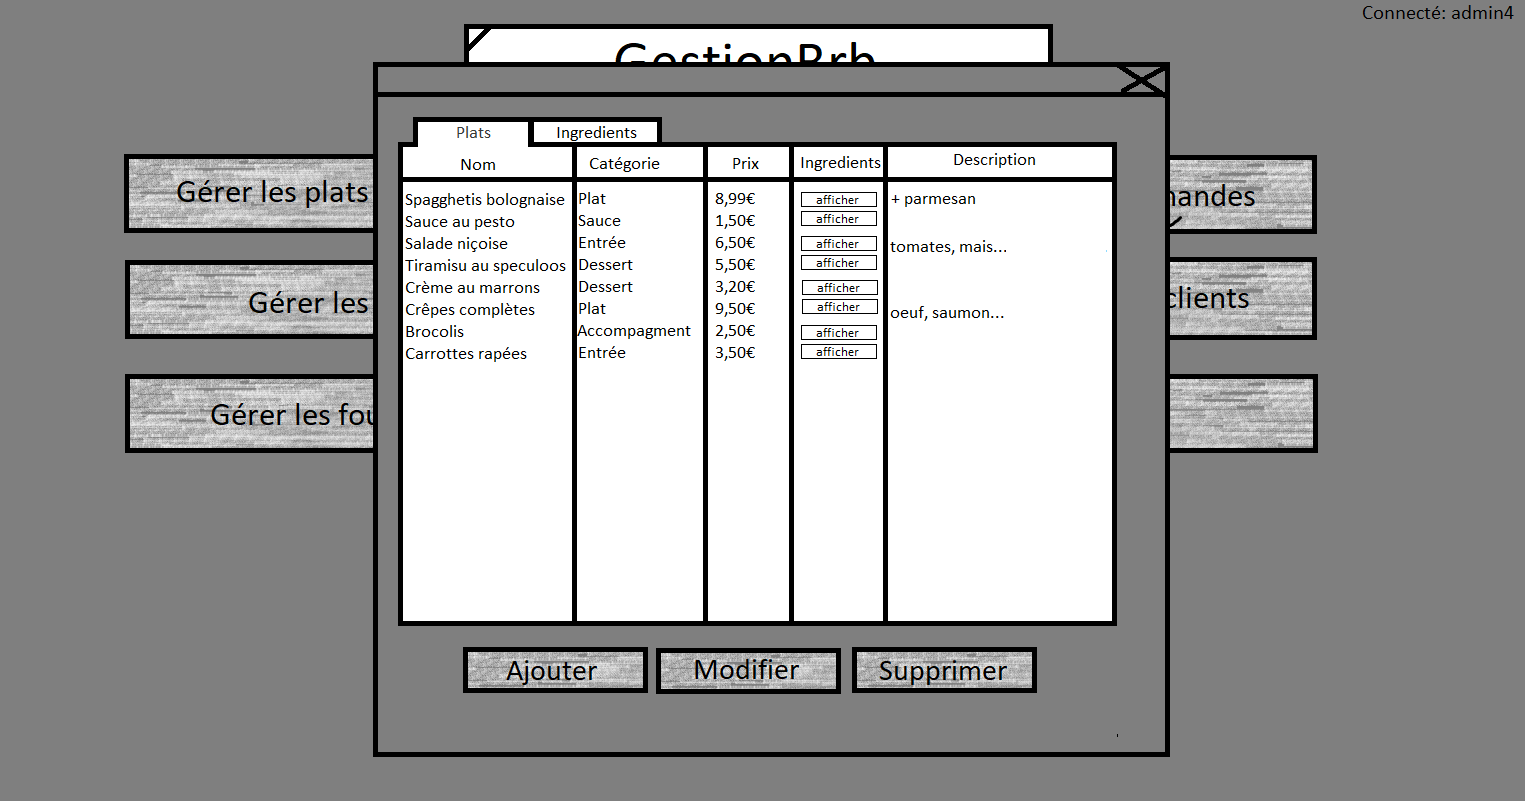 Connecté: admin4
GestionBrb
Plats Ingredients
Nom Catégorie Prix Ingredients Description
Spagghetis bolognaise Plat 8,99€ afficher + parmesan
Sauce au pesto Sauce 1,50€ afficher
Salade niçoise Entrée 6,50€ afficher tomates, mais...
Tiramisu au speculoos Dessert 5,50€ afficher
Crème au marrons Dessert 3,20€ afficher
Crêpes complètes Plat 9,50€ afficher oeuf, saumon...
Brocolis Accompagment 2,50€ afficher
Carrottes rapées Entrée 3,50€ afficher
Gérer les plats
Gérer les
Gérer les fou
mandes
clients
Ajouter Modifier Supprimer